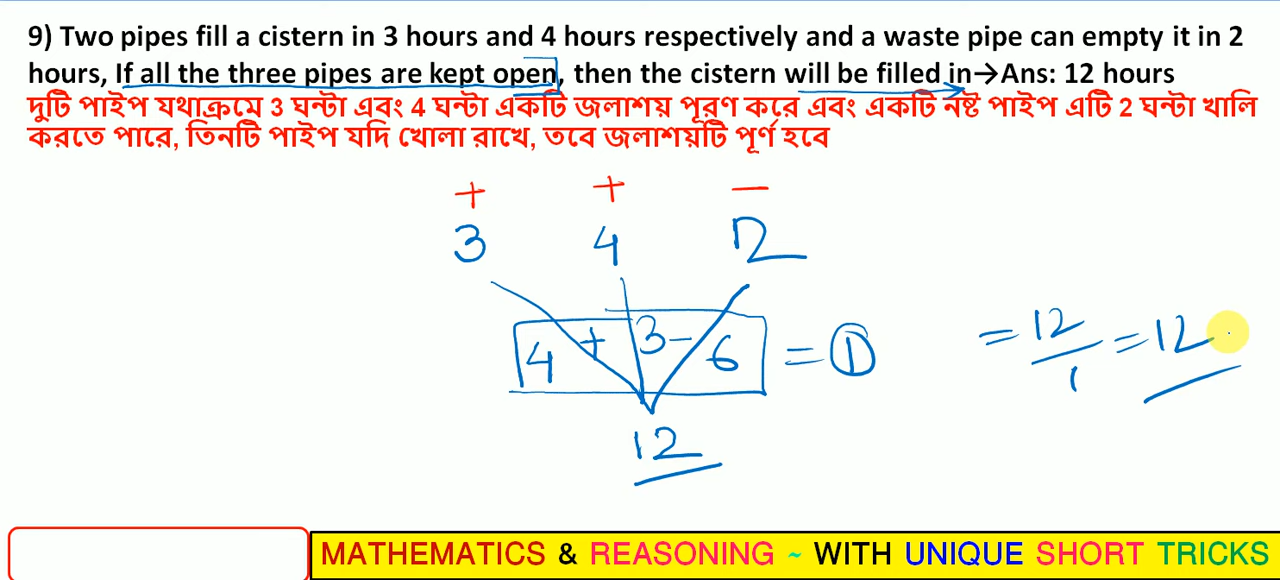 9) Two pipes fill a cistern in 3 hours and 4 hours respectively and a waste pipe can empty it in 2
hours, If all the three pipes are kept open, then the cistern will be filled in→Ans: 12 hours
দুটি পাইপ যথাক্রমে 3 ঘন্টা এবং 4 ঘন্টা একটি জলাশয় পূরণ করে এবং একটি নষ্ট পাইপ এটি 2 ঘন্টা খালি
করতে পারে, তিনটি পাইপ যদি খোলা রাখে, তবে জলাশয়টি পূর্ণ হবে
+ + −
3 4 2
4 + 3 − 6 = 1
12
= 12/1 = 12
MATHEMATICS & REASONING ~ WITH UNIQUE SHORT TRICKS